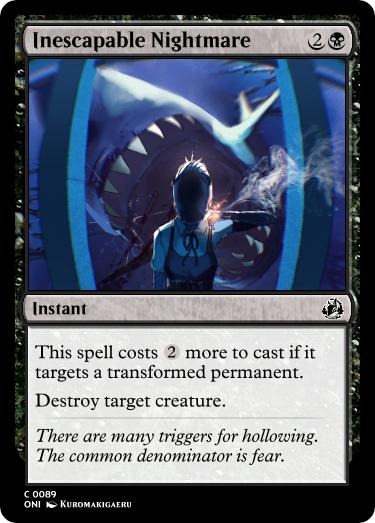 Inescapable Nightmare 2
Instant
This spell costs 2 more to cast if it
targets a transformed permanent.
Destroy target creature.
There are many triggers for hollowing.
The common denominator is fear.
C 0089
ONI KUROMAKIGAERU